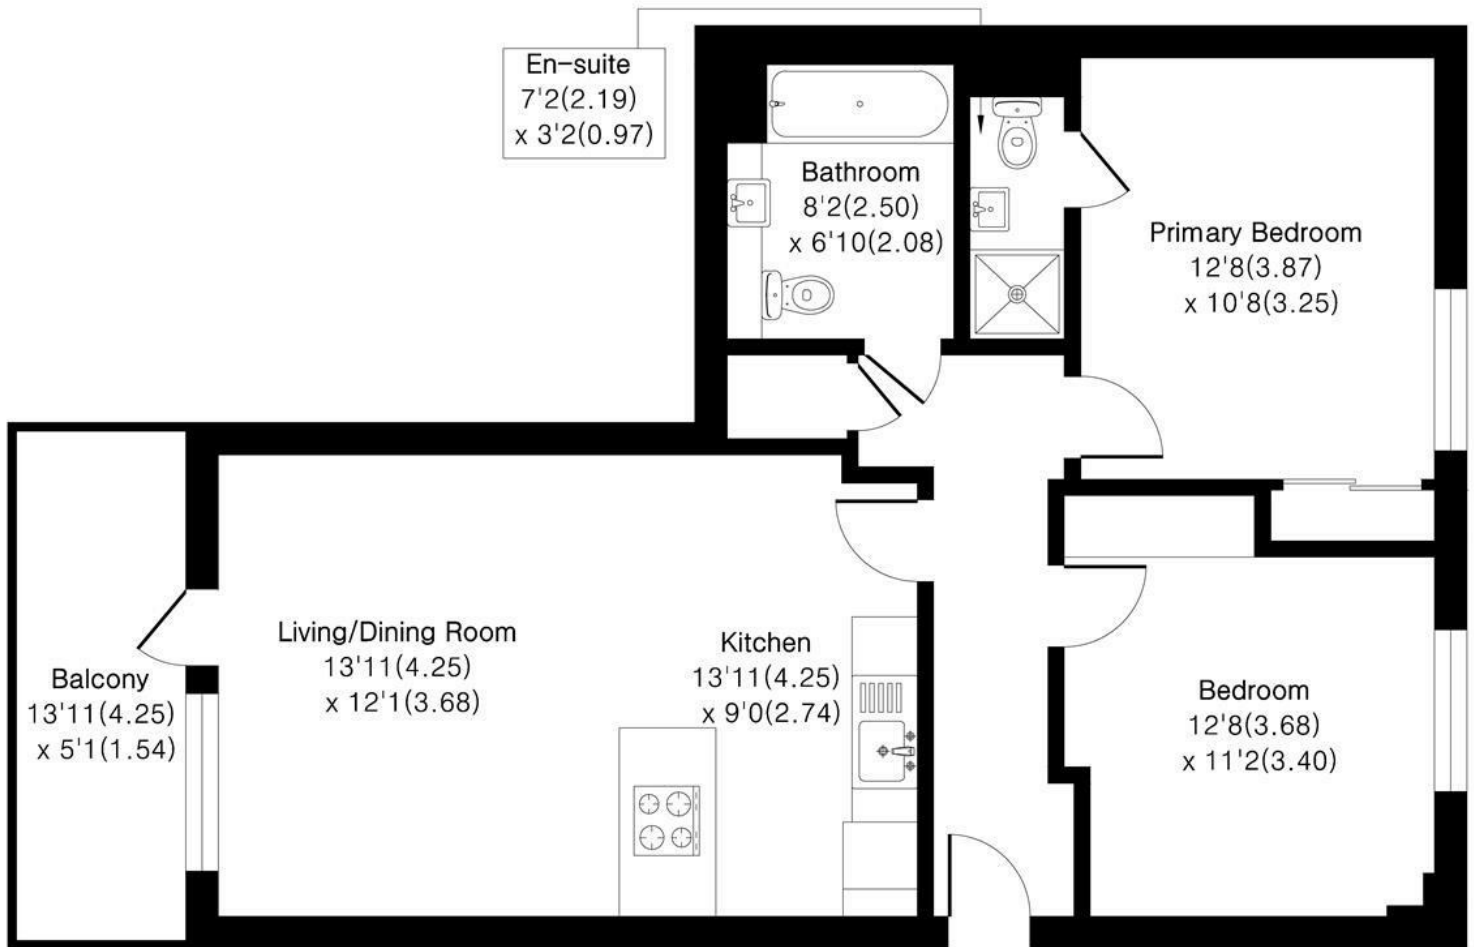 En-suite
7'2(2.19)
x 3'2(0.97)
Bathroom
8'2(2.50)
x 6'10(2.08)
Primary Bedroom
12'8(3.87)
x 10'8(3.25)
Living/Dining Room
13'11(4.25)
x 12'1(3.68)
Kitchen
13'11(4.25)
x 9'0(2.74)
Balcony
13'11(4.25)
x 5'1(1.54)
Bedroom
12'8(3.68)
x 11'2(3.40)